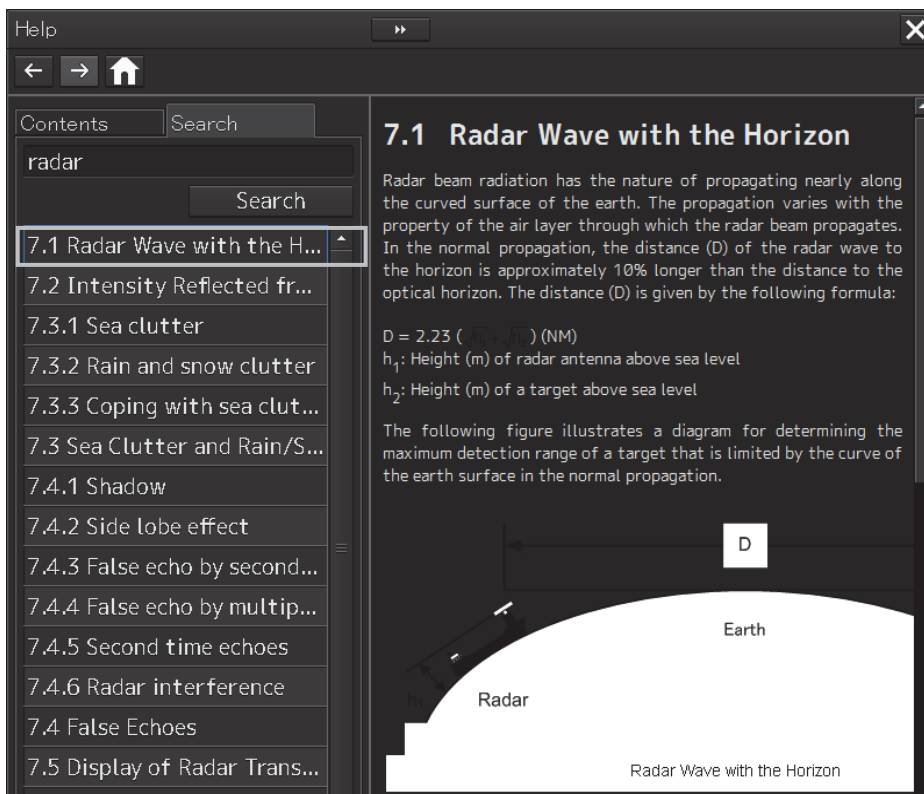 Help
Contents
Search
radar
Search
7.1 Radar Wave with the H...
7.2 Intensity Reflected fr...
7.3.1 Sea clutter
7.3.2 Rain and snow clutter
7.3.3 Coping with sea clut...
7.3 Sea Clutter and Rain/S...
7.4.1 Shadow
7.4.2 Side lobe effect
7.4.3 False echo by second...
7.4.4 False echo by multip...
7.4.5 Second time echoes
7.4.6 Radar interference
7.4 False Echoes
7.5 Display of Radar Trans...
7.1 Radar Wave with the Horizon
Radar beam radiation has the nature of propagating nearly along
the curved surface of the earth. The propagation varies with the
property of the air layer through which the radar beam propagates.
In the normal propagation, the distance (D) of the radar wave to
the horizon is approximately 10% longer than the distance to the
optical horizon. The distance (D) is given by the following formula:
D = 2.23 (√h₁ + √h₂) (NM)
h₁: Height (m) of radar antenna above sea level
h₂: Height (m) of a target above sea level
The following figure illustrates a diagram for determining the
maximum detection range of a target that is limited by the curve of
the earth surface in the normal propagation.
D
Earth
h₁
Radar
Radar Wave with the Horizon